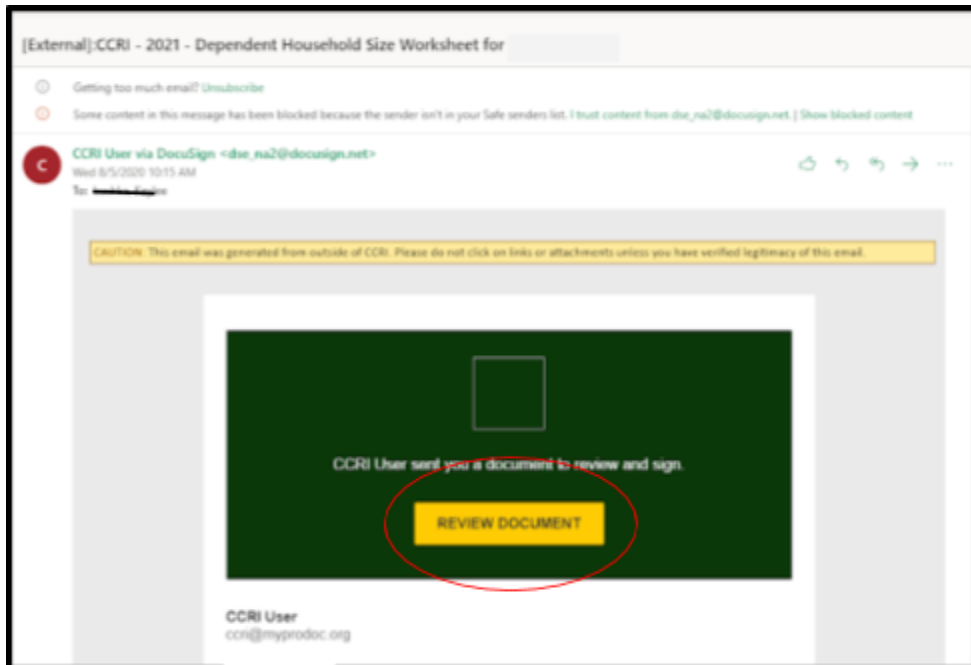 [External]:CCRI - 2021 - Dependent Household Size Worksheet for
Getting too much email? Unsubscribe
Some content in this message has been blocked because the sender isn't in your Safe senders list. I trust content from dse_na2@docusign.net. | Show blocked content
C
CCRI User via DocuSign <dse_na2@docusign.net>
Wed 8/5/2020 10:15 AM
To:
CAUTION: This email was generated from outside of CCRI. Please do not click on links or attachments unless you have verified legitimacy of this email.
CCRI User sent you a document to review and sign.
REVIEW DOCUMENT
CCRI User
ccri@myprodoc.org